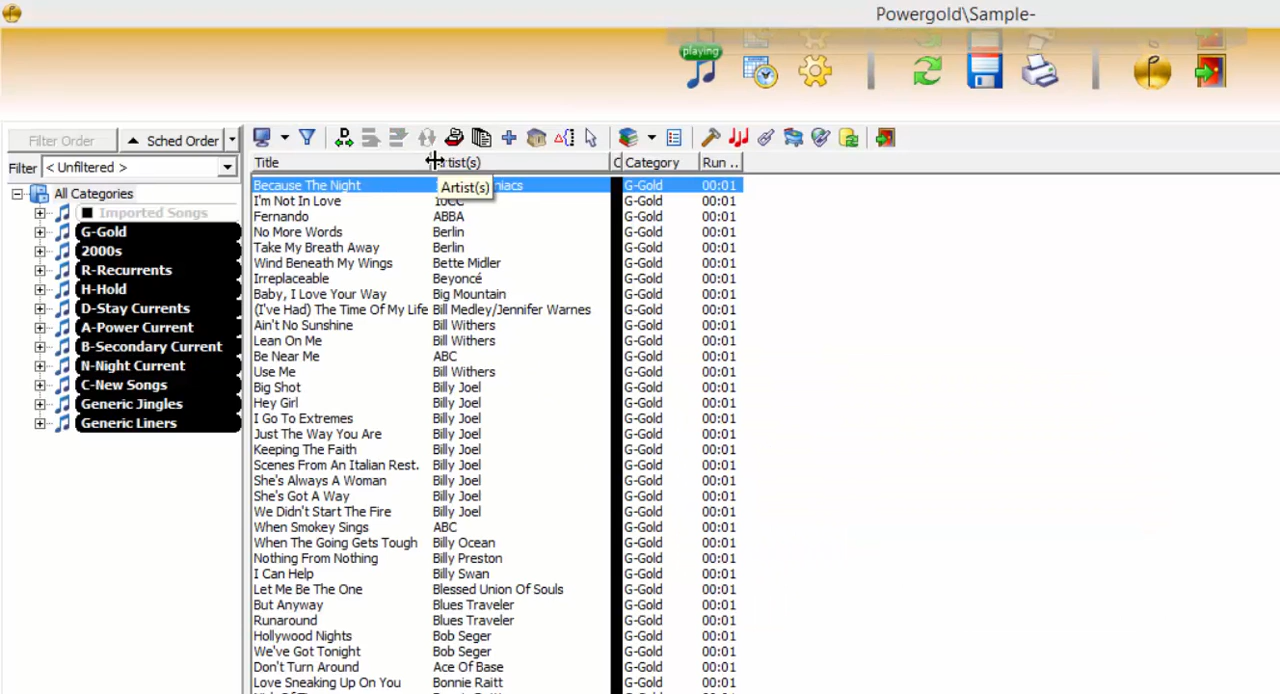 Powergold\Sample-
playing
Filter Order Sched Order
Filter < Unfiltered >
All Categories
Imported Songs
G-Gold
2000s
R-Recurrents
H-Hold
D-Stay Currents
A-Power Current
B-Secondary Current
N-Night Current
C-New Songs
Generic Jingles
Generic Liners
Title rtist(s) C Category Run ..
Artist(s)
Because The Night niacs G-Gold 00:01
I'm Not In Love 10CC G-Gold 00:01
Fernando ABBA G-Gold 00:01
No More Words Berlin G-Gold 00:01
Take My Breath Away Berlin G-Gold 00:01
Wind Beneath My Wings Bette Midler G-Gold 00:01
Irreplaceable Beyoncé G-Gold 00:01
Baby, I Love Your Way Big Mountain G-Gold 00:01
(I've Had) The Time Of My Life Bill Medley/Jennifer Warnes G-Gold 00:01
Ain't No Sunshine Bill Withers G-Gold 00:01
Lean On Me Bill Withers G-Gold 00:01
Be Near Me ABC G-Gold 00:01
Use Me Bill Withers G-Gold 00:01
Big Shot Billy Joel G-Gold 00:01
Hey Girl Billy Joel G-Gold 00:01
I Go To Extremes Billy Joel G-Gold 00:01
Just The Way You Are Billy Joel G-Gold 00:01
Keeping The Faith Billy Joel G-Gold 00:01
Scenes From An Italian Rest. Billy Joel G-Gold 00:01
She's Always A Woman Billy Joel G-Gold 00:01
She's Got A Way Billy Joel G-Gold 00:01
We Didn't Start The Fire Billy Joel G-Gold 00:01
When Smokey Sings ABC G-Gold 00:01
When The Going Gets Tough Billy Ocean G-Gold 00:01
Nothing From Nothing Billy Preston G-Gold 00:01
I Can Help Billy Swan G-Gold 00:01
Let Me Be The One Blessed Union Of Souls G-Gold 00:01
But Anyway Blues Traveler G-Gold 00:01
Runaround Blues Traveler G-Gold 00:01
Hollywood Nights Bob Seger G-Gold 00:01
We've Got Tonight Bob Seger G-Gold 00:01
Don't Turn Around Ace Of Base G-Gold 00:01
Love Sneaking Up On You Bonnie Raitt G-Gold 00:01